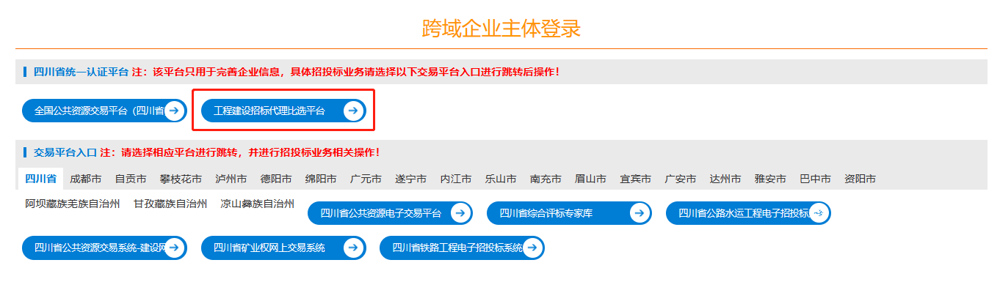 跨域企业主体登录
四川省统一认证平台 注：该平台只用于完善企业信息，具体招投标业务请选择以下交易平台入口进行跳转后操作！
全国公共资源交易平台（四川省 工程建设招标代理比选平台
交易平台入口 注：请选择相应平台进行跳转，并进行招投标业务相关操作！
四川省 成都市 自贡市 攀枝花市 泸州市 德阳市 绵阳市 广元市 遂宁市 内江市 乐山市 南充市 眉山市 宜宾市 广安市 达州市 雅安市 巴中市 资阳市
阿坝藏族羌族自治州 甘孜藏族自治州 凉山彝族自治州 四川省公共资源电子交易平台 四川省综合评标专家库 四川省公路水运工程电子招投标
四川省公共资源交易系统-建设网 四川省矿业权网上交易系统 四川省铁路工程电子招投标系统